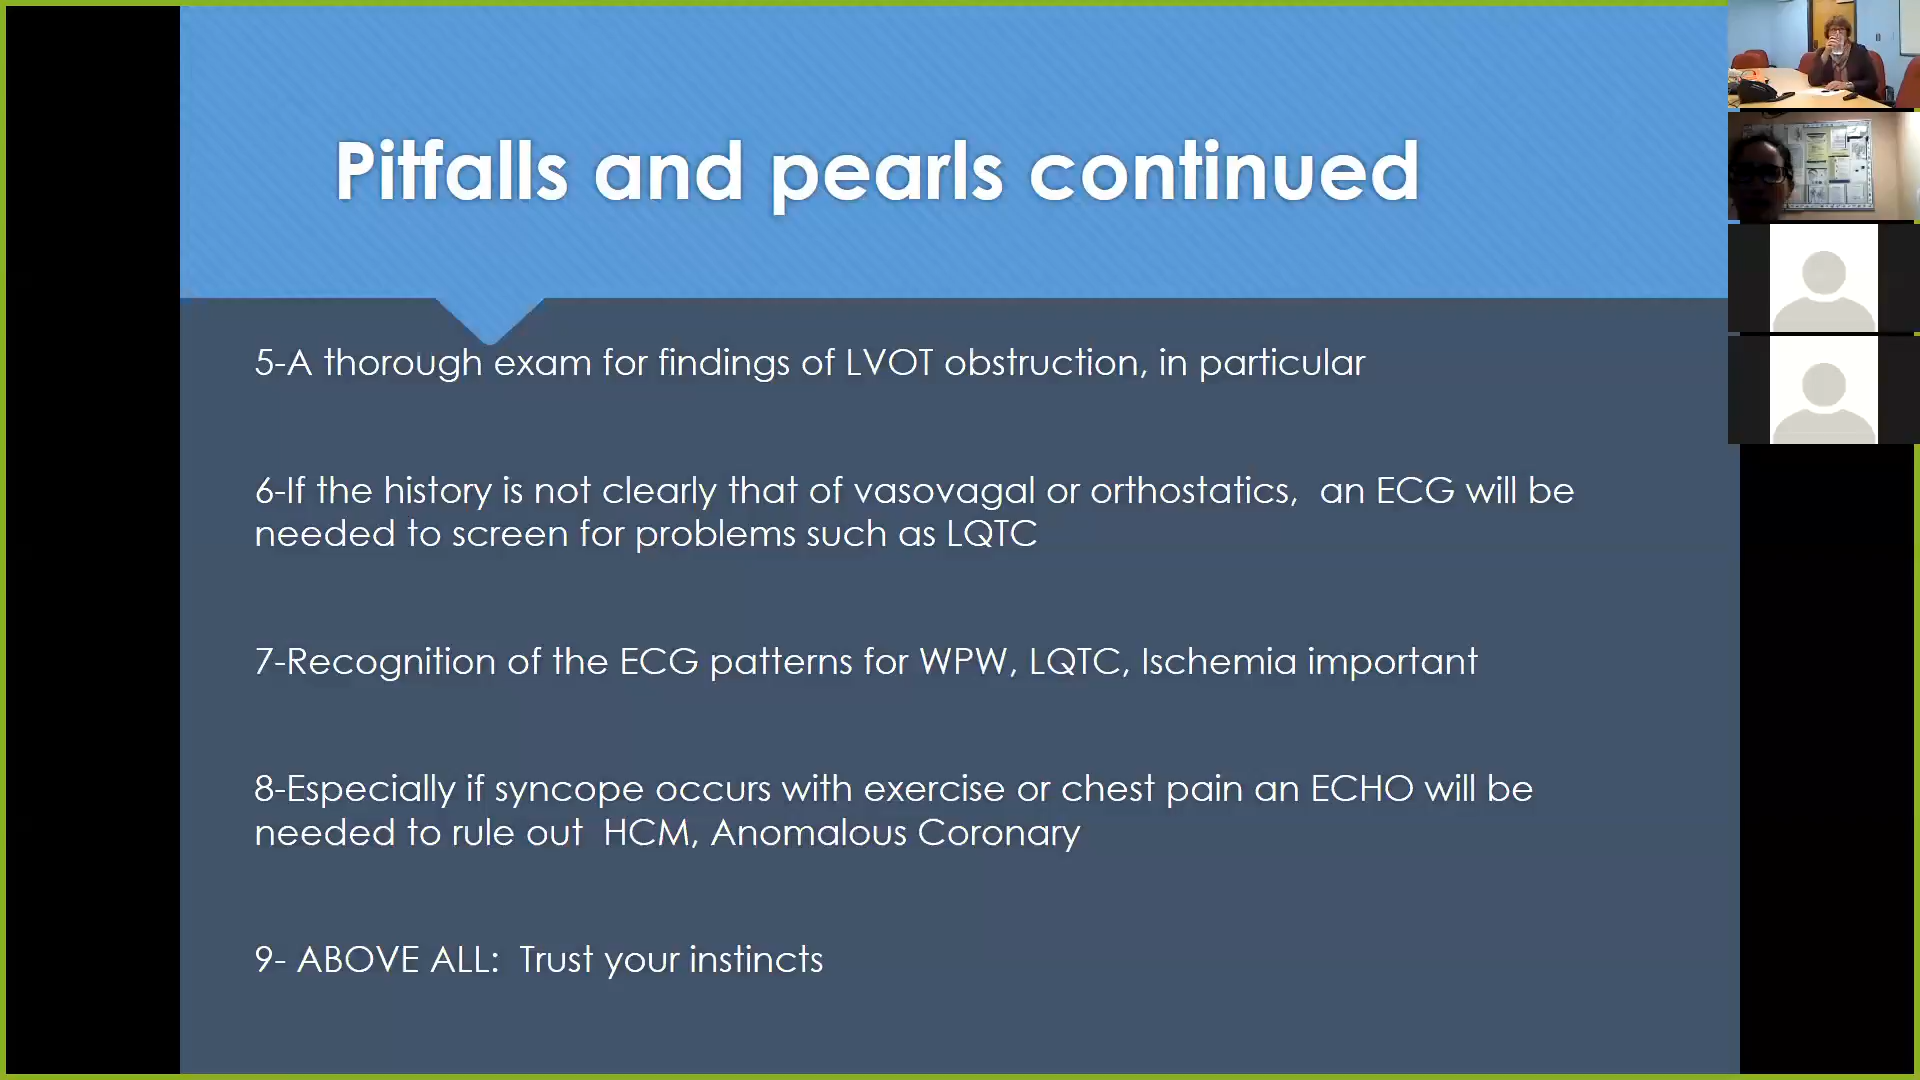 Pitfalls and pearls continued
5-A thorough exam for findings of LVOT obstruction, in particular
6-If the history is not clearly that of vasovagal or orthostatics,  an ECG will be
needed to screen for problems such as LQTC
7-Recognition of the ECG patterns for WPW, LQTC, Ischemia important
8-Especially if syncope occurs with exercise or chest pain an ECHO will be
needed to rule out  HCM, Anomalous Coronary
9- ABOVE ALL:  Trust your instincts